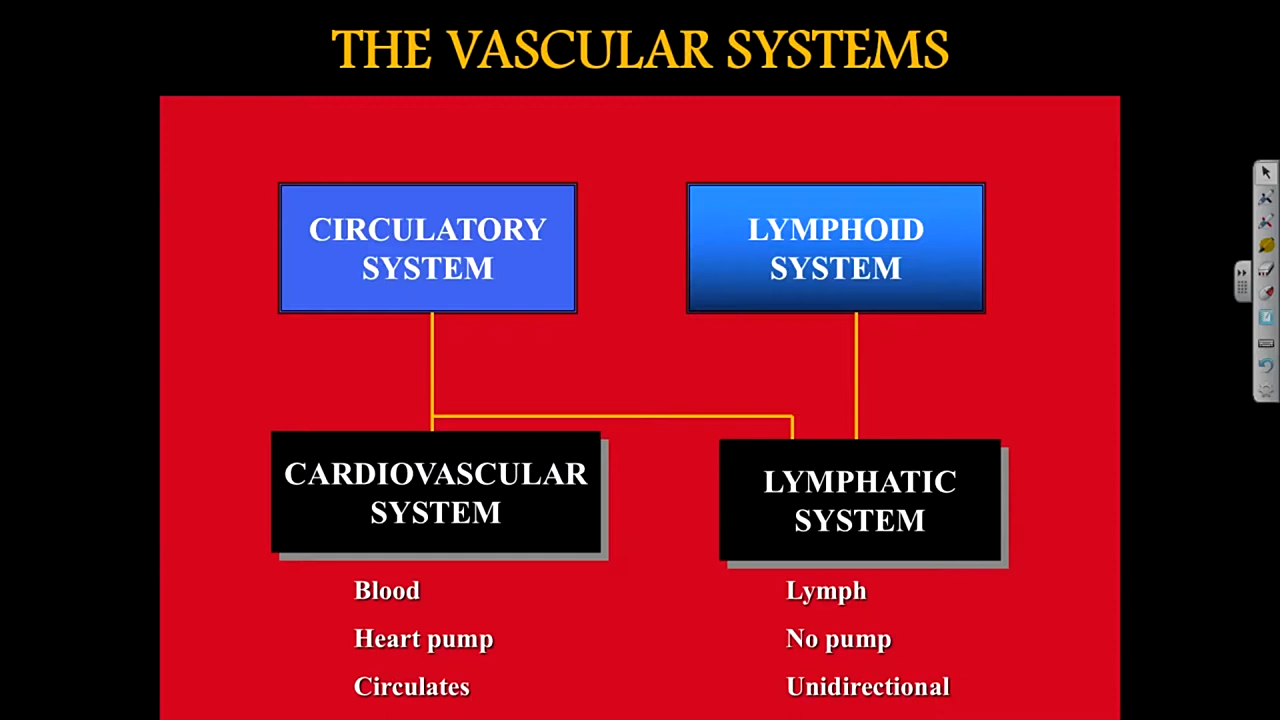 THE VASCULAR SYSTEMS
CIRCULATORY
SYSTEM
LYMPHOID
SYSTEM
CARDIOVASCULAR
SYSTEM
LYMPHATIC
SYSTEM
Blood
Heart pump
Circulates
Lymph
No pump
Unidirectional